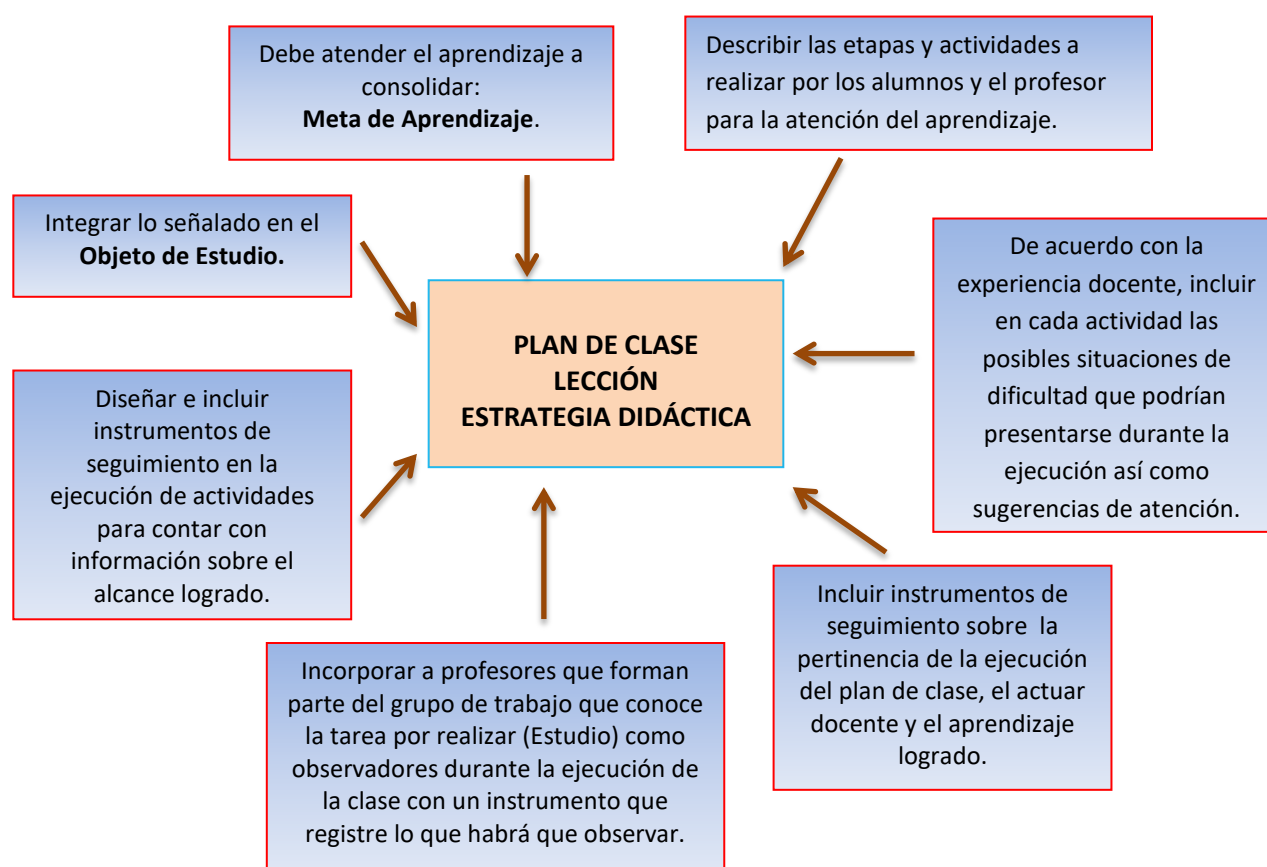 Debe atender el aprendizaje a
consolidar:
Meta de Aprendizaje.
Describir las etapas y actividades a
realizar por los alumnos y el profesor
para la atención del aprendizaje.
Integrar lo señalado en el
Objeto de Estudio.
De acuerdo con la
experiencia docente, incluir
en cada actividad las
posibles situaciones de
dificultad que podrían
presentarse durante la
ejecución así como
sugerencias de atención.
PLAN DE CLASE
LECCIÓN
ESTRATEGIA DIDÁCTICA
Diseñar e incluir
instrumentos de
seguimiento en la
ejecución de actividades
para contar con
información sobre el
alcance logrado.
Incluir instrumentos de
seguimiento sobre la
pertinencia de la ejecución
del plan de clase, el actuar
docente y el aprendizaje
logrado.
Incorporar a profesores que forman
parte del grupo de trabajo que conoce
la tarea por realizar (Estudio) como
observadores durante la ejecución de
la clase con un instrumento que
registre lo que habrá que observar.